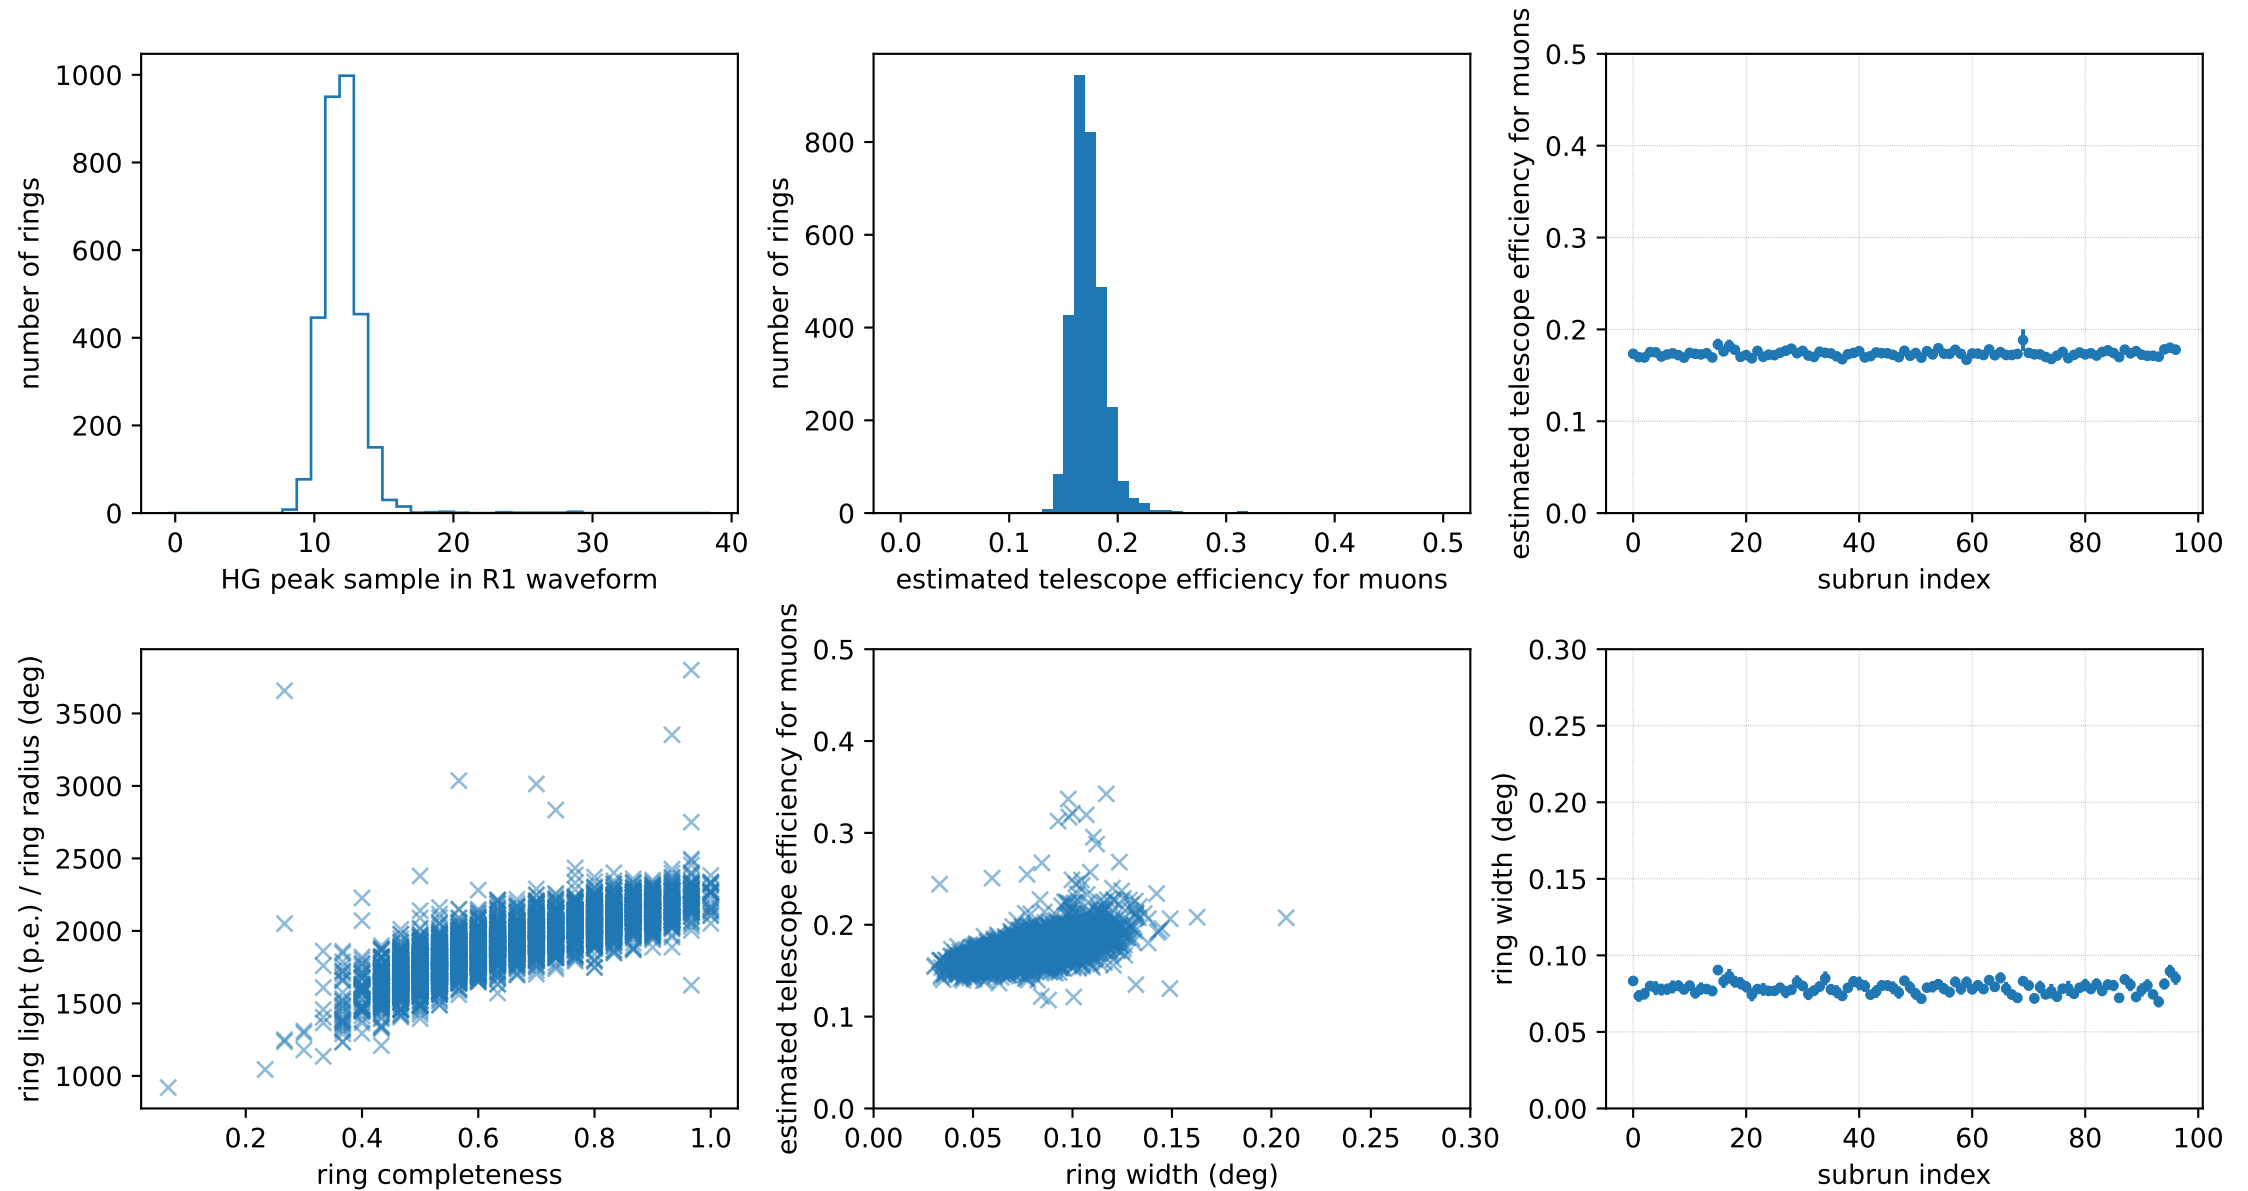 1000
800
600
400
200
0
number of rings
0 10 20 30 40
HG peak sample in R1 waveform
800
600
400
200
0
number of rings
0.0 0.1 0.2 0.3 0.4 0.5
estimated telescope efficiency for muons
0.5
0.4
0.3
0.2
0.1
0.0
estimated telescope efficiency for muons
0 20 40 60 80 100
subrun index
3500
3000
2500
2000
1500
1000
ring light (p.e.) / ring radius (deg)
0.2 0.4 0.6 0.8 1.0
ring completeness
0.5
0.4
0.3
0.2
0.1
0.0
estimated telescope efficiency for muons
0.00 0.05 0.10 0.15 0.20 0.25 0.30
ring width (deg)
0.30
0.25
0.20
0.15
0.10
0.05
0.00
ring width (deg)
0 20 40 60 80 100
subrun index